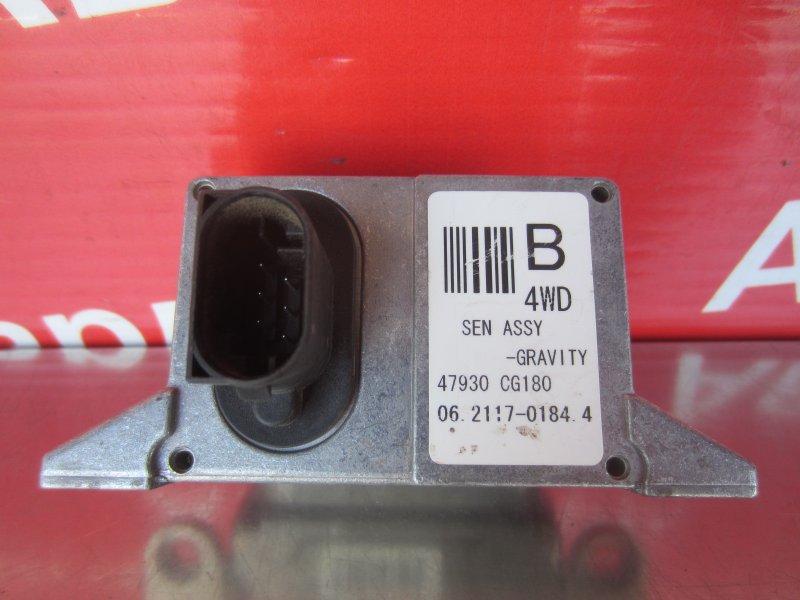 B
4WD
SEN ASSY
-GRAVITY
47930 CG180
06.2117-0184.4